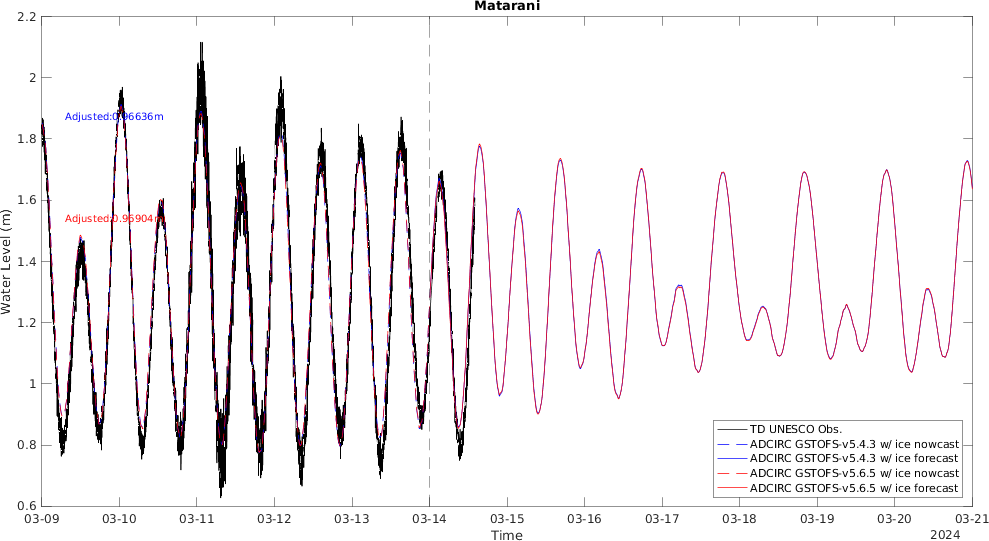 Matarani
2.2
2
1.8
1.6
1.4
1.2
1
0.8
0.6
Water Level (m)
Adjusted:0.96636m
Adjusted:0.95904m
TD UNESCO Obs.
ADCIRC GSTOFS-v5.4.3 w/ ice nowcast
ADCIRC GSTOFS-v5.4.3 w/ ice forecast
ADCIRC GSTOFS-v5.6.5 w/ ice nowcast
ADCIRC GSTOFS-v5.6.5 w/ ice forecast
03-09 03-10 03-11 03-12 03-13 03-14 03-15 03-16 03-17 03-18 03-19 03-20 03-21
Time
2024